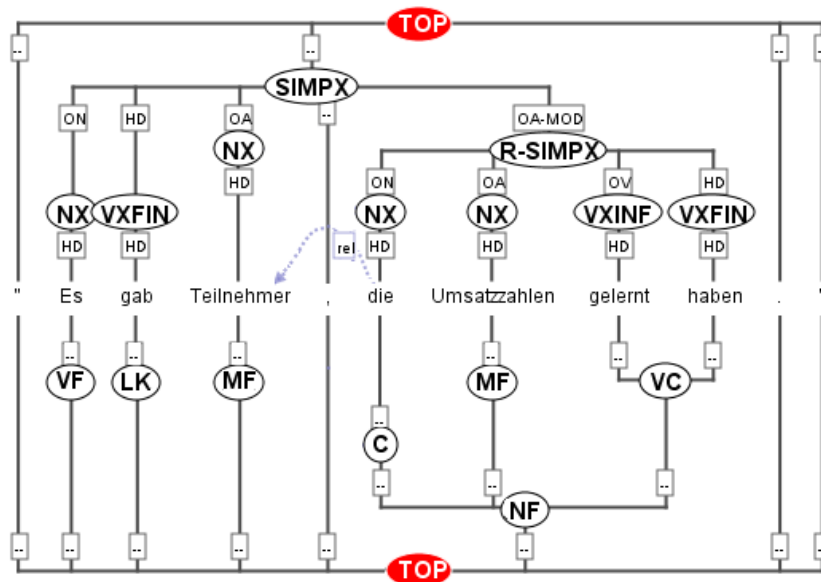 TOP
-- -- -- --
SIMPX
ON HD OA -- OA-MOD
NX R-SIMPX
HD ON OA OV HD
NX VXFIN NX NX VXINF VXFIN
HD HD rel HD HD HD HD
" Es gab Teilnehmer , die Umsatzzahlen gelernt haben . "
-- -- -- -- -- --
VF LK MF MF VC
--
C
-- -- --
NF
-- -- -- -- -- -- -- --
TOP